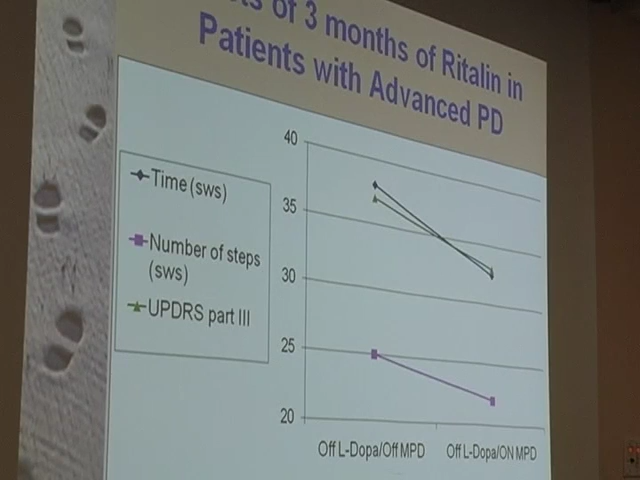 of 3 months of Ritalin in
Patients with Advanced PD
40
35
30
25
20
Time (sws)
Number of steps
(sws)
UPDRS part III
Off L-Dopa/Off MPD
Off L-Dopa/ON MPD